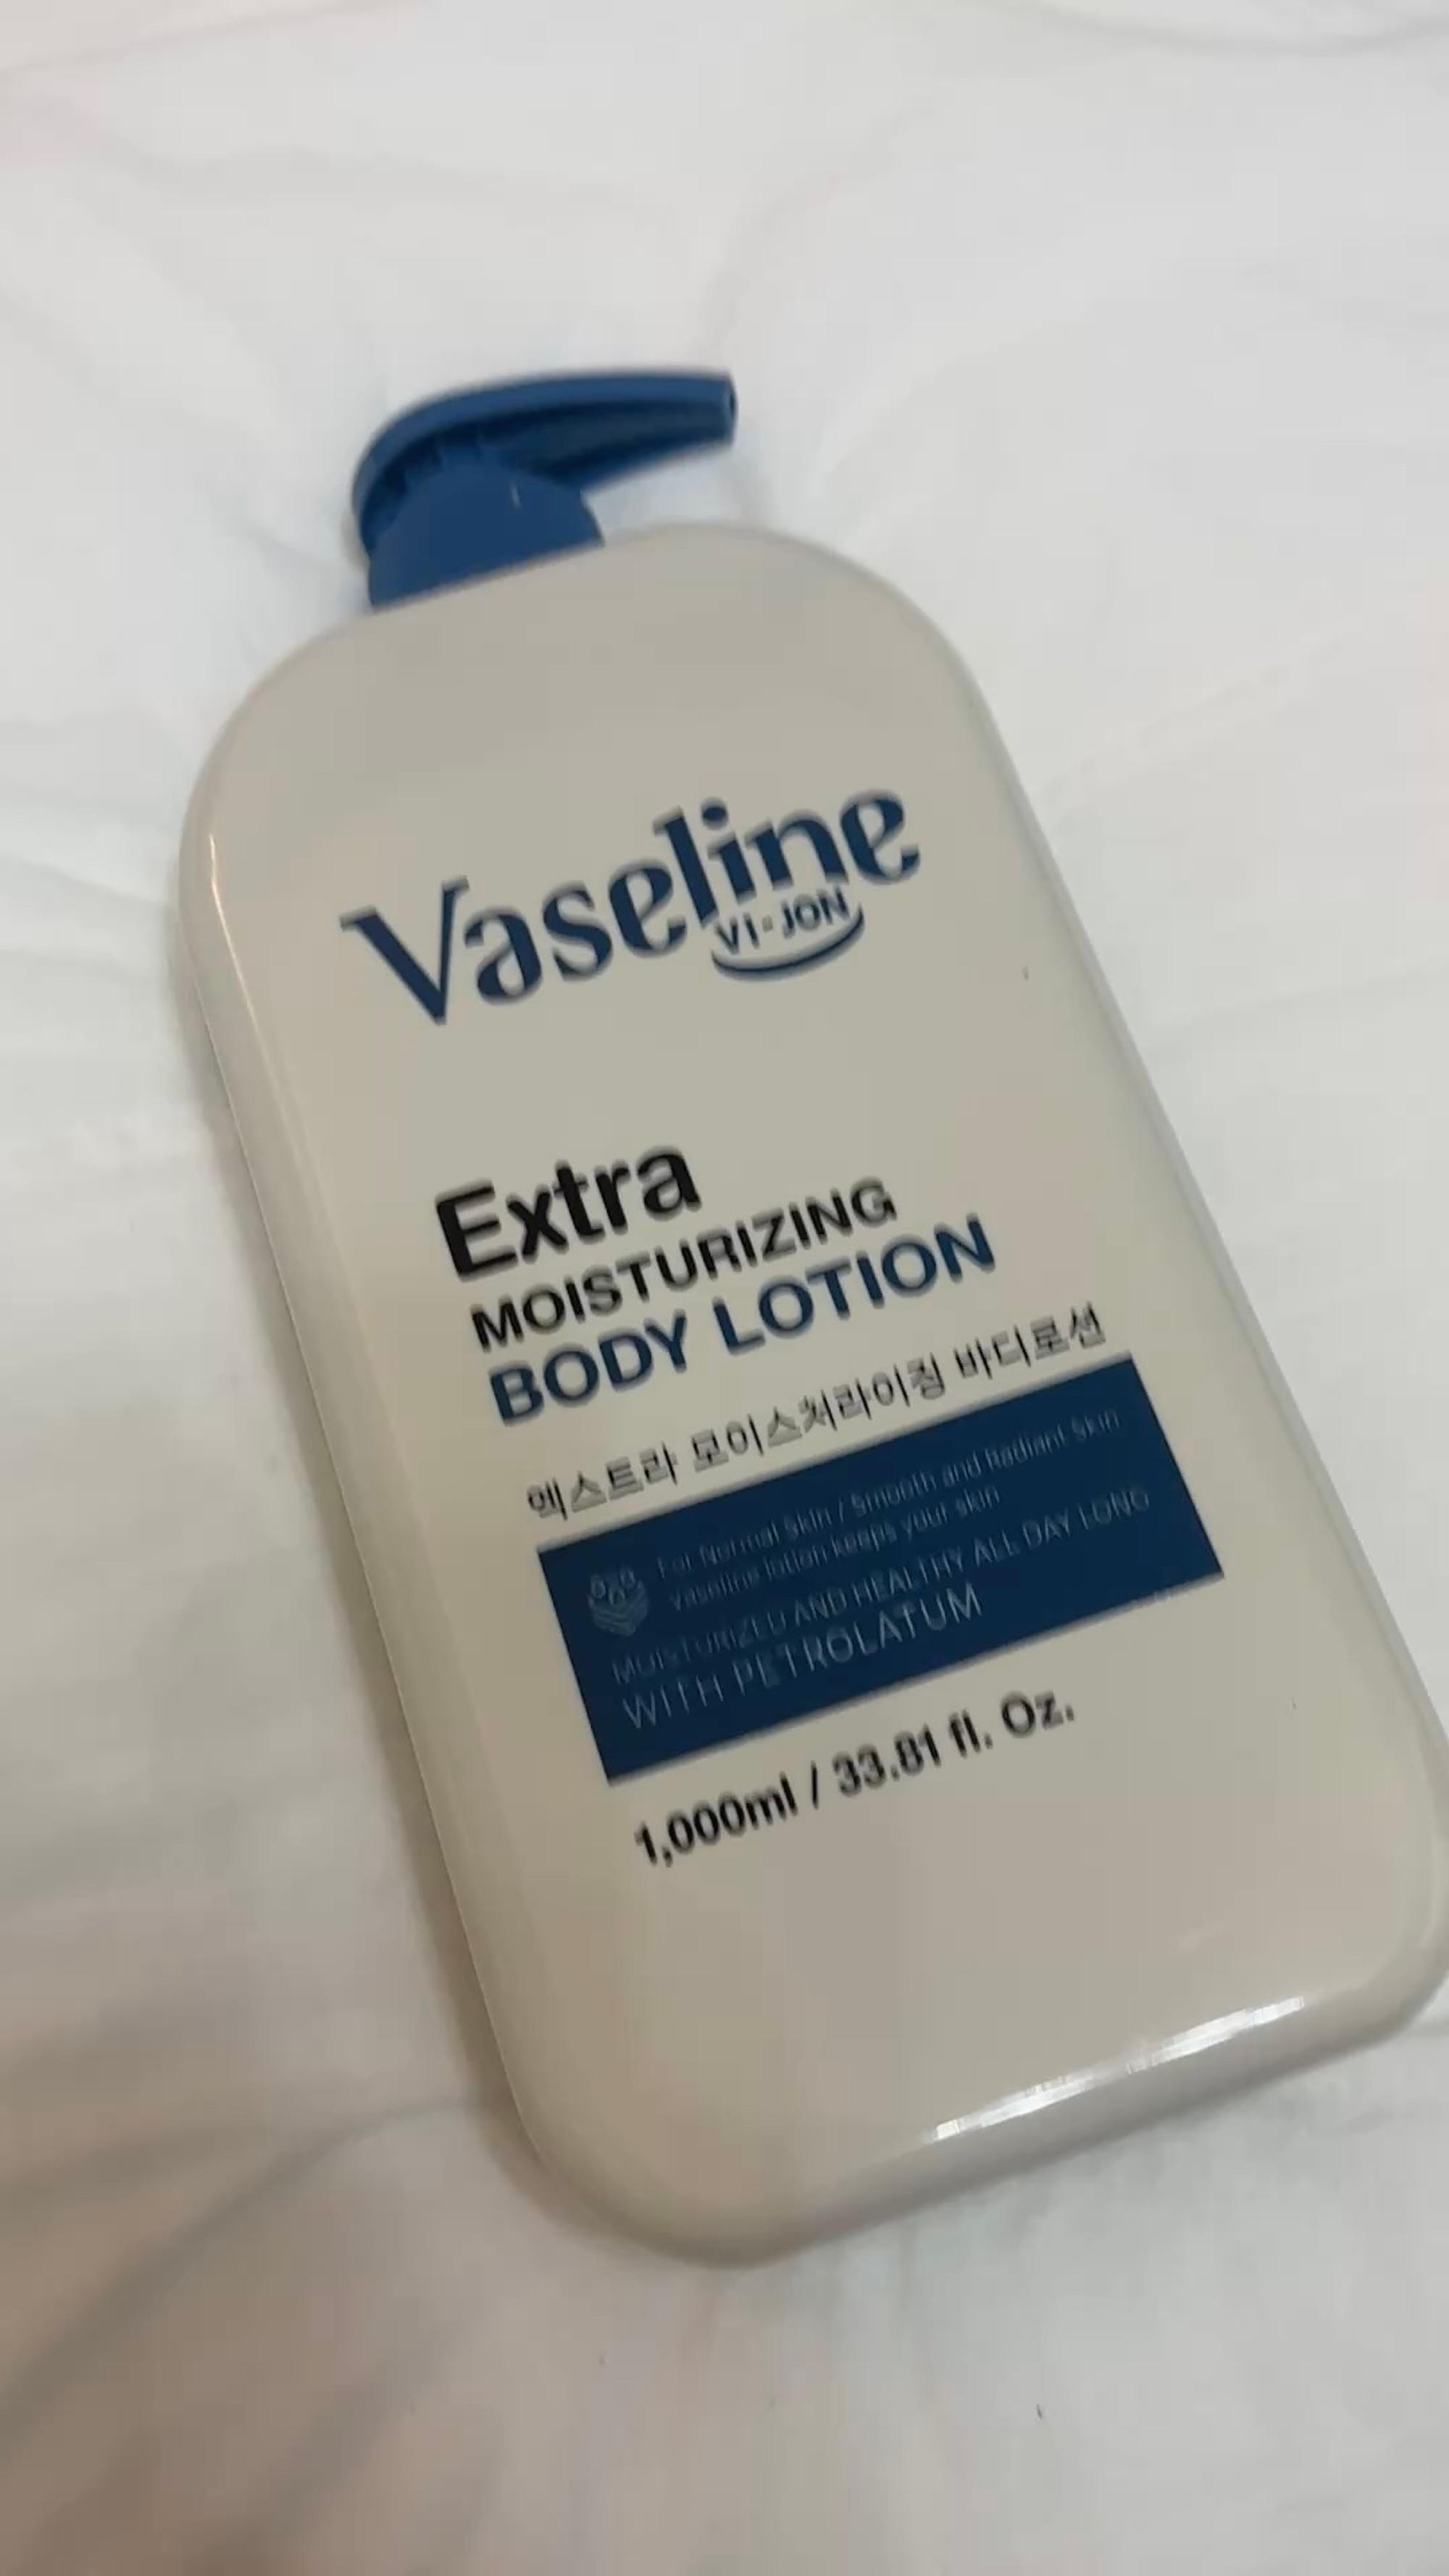 Vaseline
VI-JON
Extra
MOISTURIZING
BODY LOTION
엑스트라 모이스처라이징 바디로션
For Normal Skin / Smooth and Radiant Skin
Vaseline lotion keeps your skin
MOISTURIZED AND HEALTHY ALL DAY LONG
WITH PETROLATUM
1,000ml / 33.81 fl. Oz.